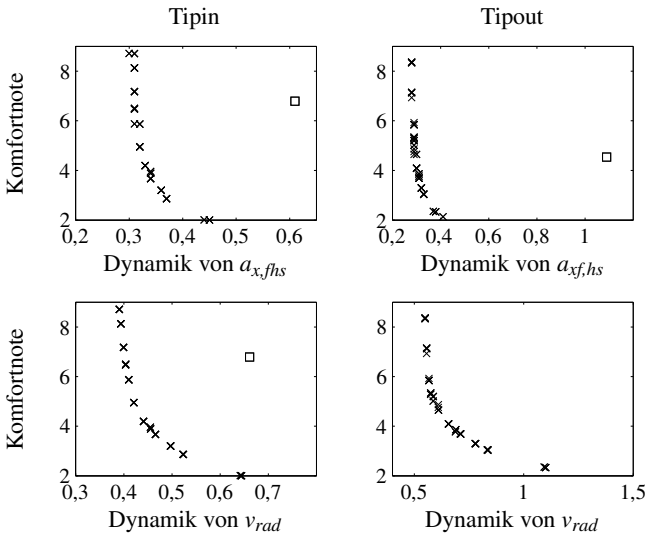 Tipin
Tipout
Komfortnote
8
6
4
2
0,2 0,3 0,4 0,5 0,6
Dynamik von a_{x,fhs}
8
6
4
2
0,2 0,4 0,6 0,8 1
Dynamik von a_{xf,hs}
Komfortnote
8
6
4
2
0,3 0,4 0,5 0,6 0,7
Dynamik von v_{rad}
8
6
4
2
0,5 1 1,5
Dynamik von v_{rad}